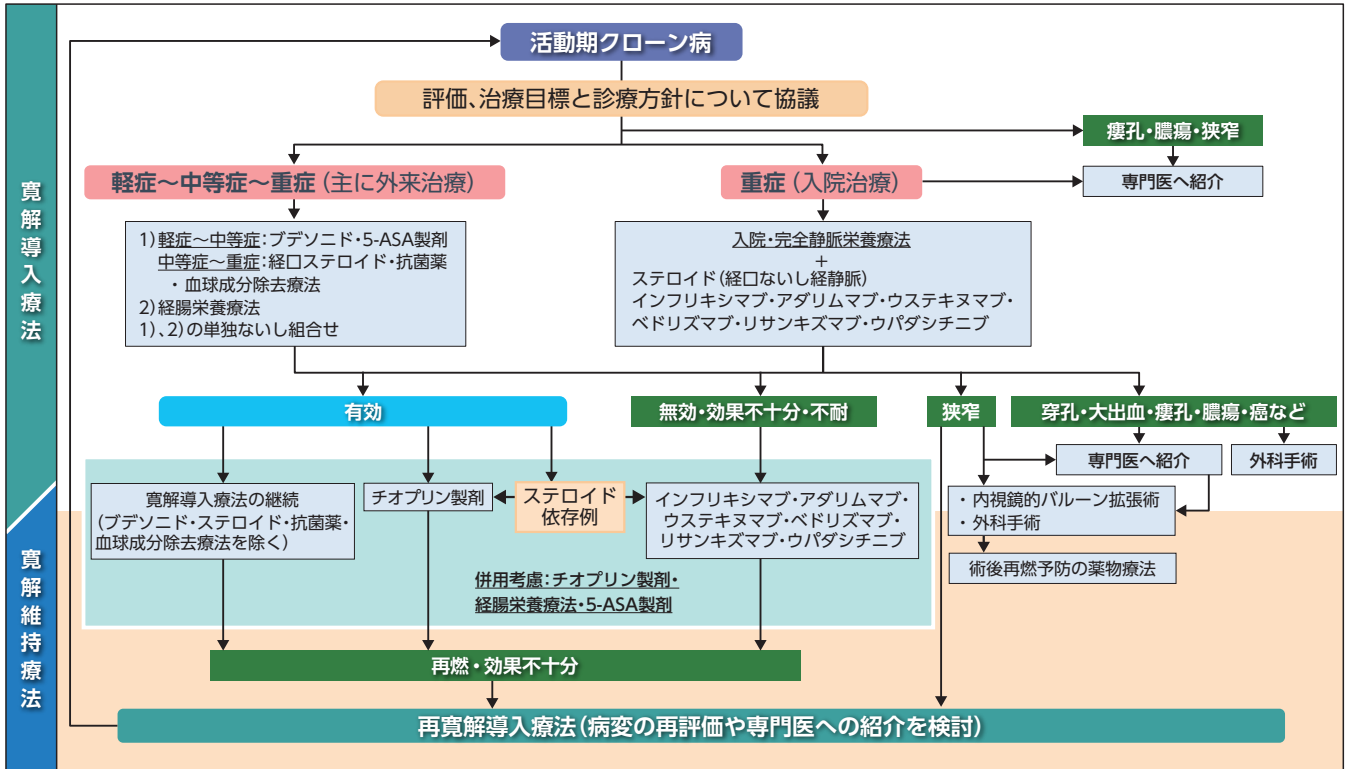 寛解導入療法
寛解維持療法
活動期クローン病
評価、治療目標と診療方針について協議
瘻孔・膿瘍・狭窄
専門医へ紹介
軽症～中等症～重症（主に外来治療）
重症（入院治療）
1）軽症～中等症：ブデソニド・5-ASA製剤
中等症～重症：経口ステロイド・抗菌薬
・血球成分除去療法
2）経腸栄養療法
1）、2）の単独ないし組合せ
入院・完全静脈栄養療法
+
ステロイド（経口ないし経静脈）
インフリキシマブ・アダリムマブ・ウステキヌマブ・
ベドリズマブ・リサンキズマブ・ウパダシチニブ
有効
無効・効果不十分・不耐
狭窄
穿孔・大出血・瘻孔・膿瘍・癌など
専門医へ紹介
外科手術
寛解導入療法の継続
（ブデソニド・ステロイド・抗菌薬・
血球成分除去療法を除く）
チオプリン製剤
ステロイド
依存例
インフリキシマブ・アダリムマブ・
ウステキヌマブ・ベドリズマブ・
リサンキズマブ・ウパダシチニブ
・内視鏡的バルーン拡張術
・外科手術
術後再燃予防の薬物療法
併用考慮：チオプリン製剤・
経腸栄養療法・5-ASA製剤
再燃・効果不十分
再寛解導入療法（病変の再評価や専門医への紹介を検討）